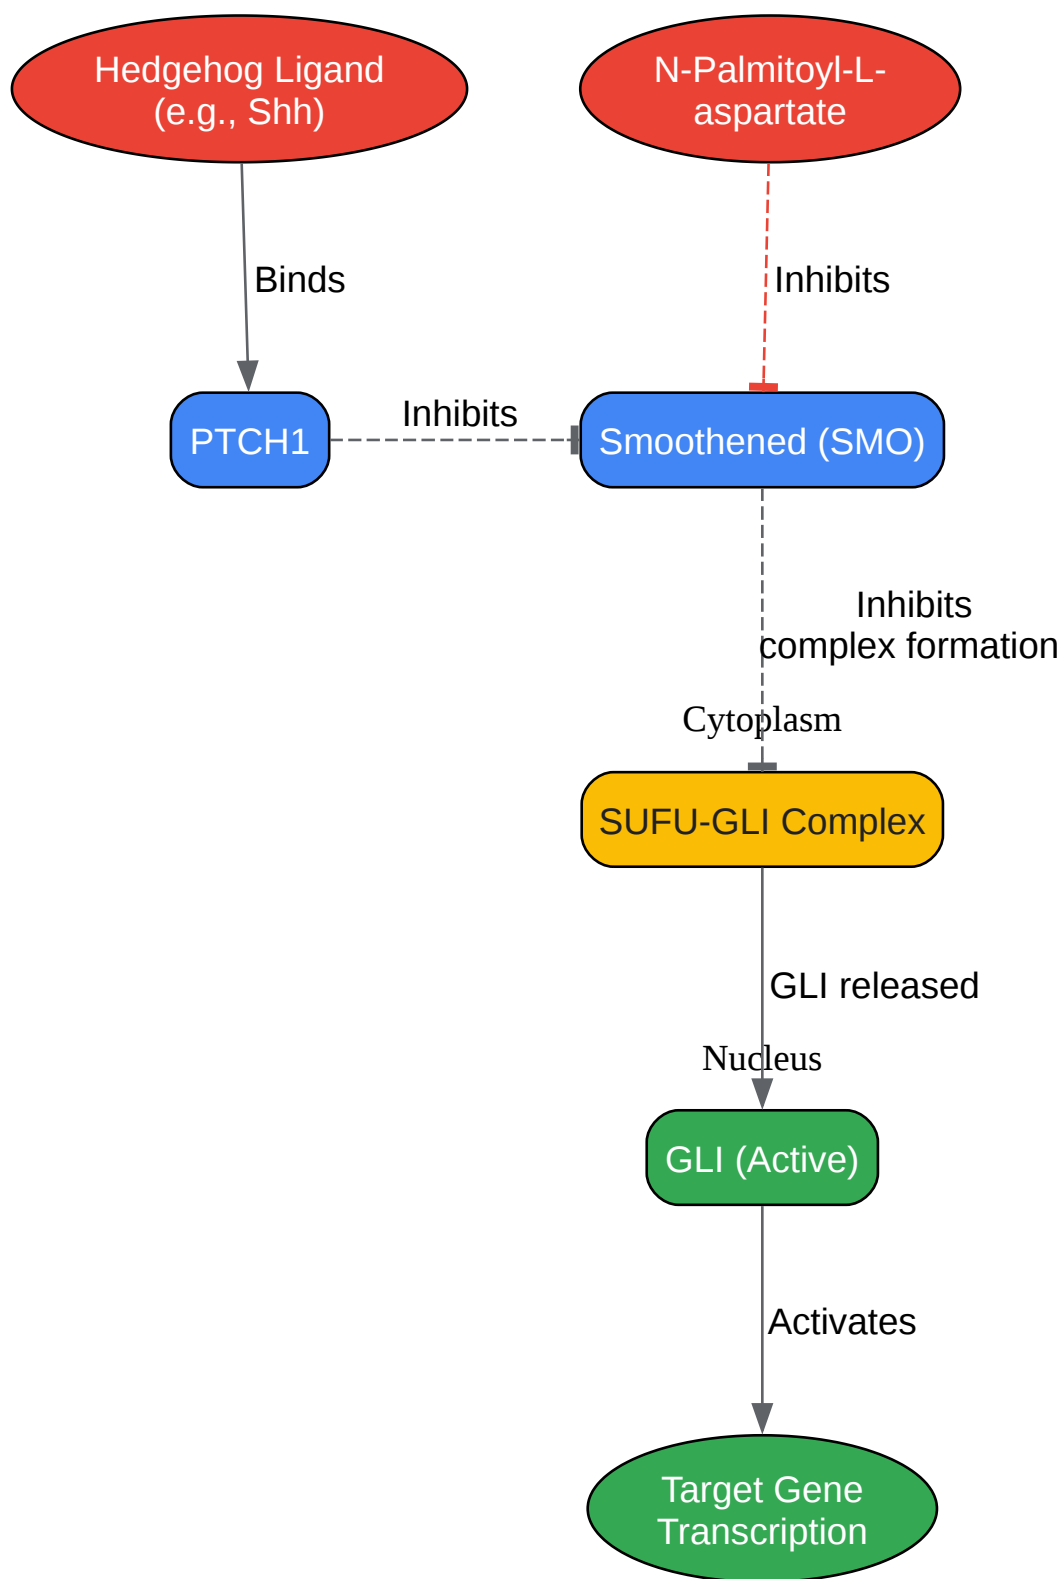 Hedgehog Ligand
(e.g., Shh)
N-Palmitoyl-L-
aspartate
Binds
Inhibits
PTCH1
Inhibits
Smoothened (SMO)
Inhibits
complex formation
Cytoplasm
SUFU-GLI Complex
GLI released
Nucleus
GLI (Active)
Activates
Target Gene
Transcription